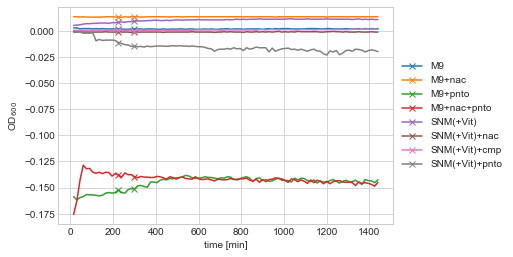 0.000
−0.025
−0.050
−0.075
−0.100
−0.125
−0.150
−0.175
OD600
0 200 400 600 800 1000 1200 1400
time [min]
M9
M9+nac
M9+pnto
M9+nac+pnto
SNM(+Vit)
SNM(+Vit)+nac
SNM(+Vit)+cmp
SNM(+Vit)+pnto